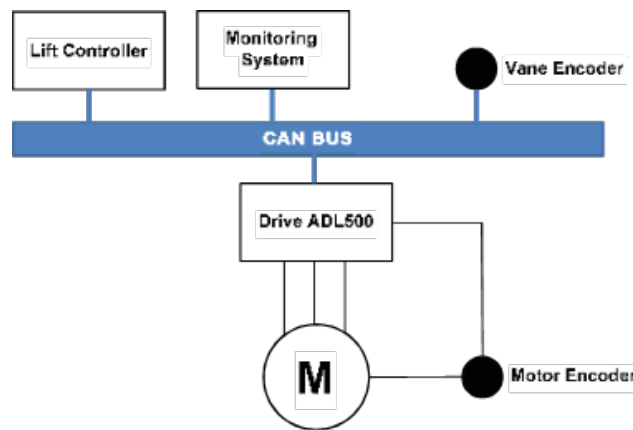 Lift Controller
Monitoring
System
Vane Encoder
CAN BUS
Drive ADL500
M
Motor Encoder